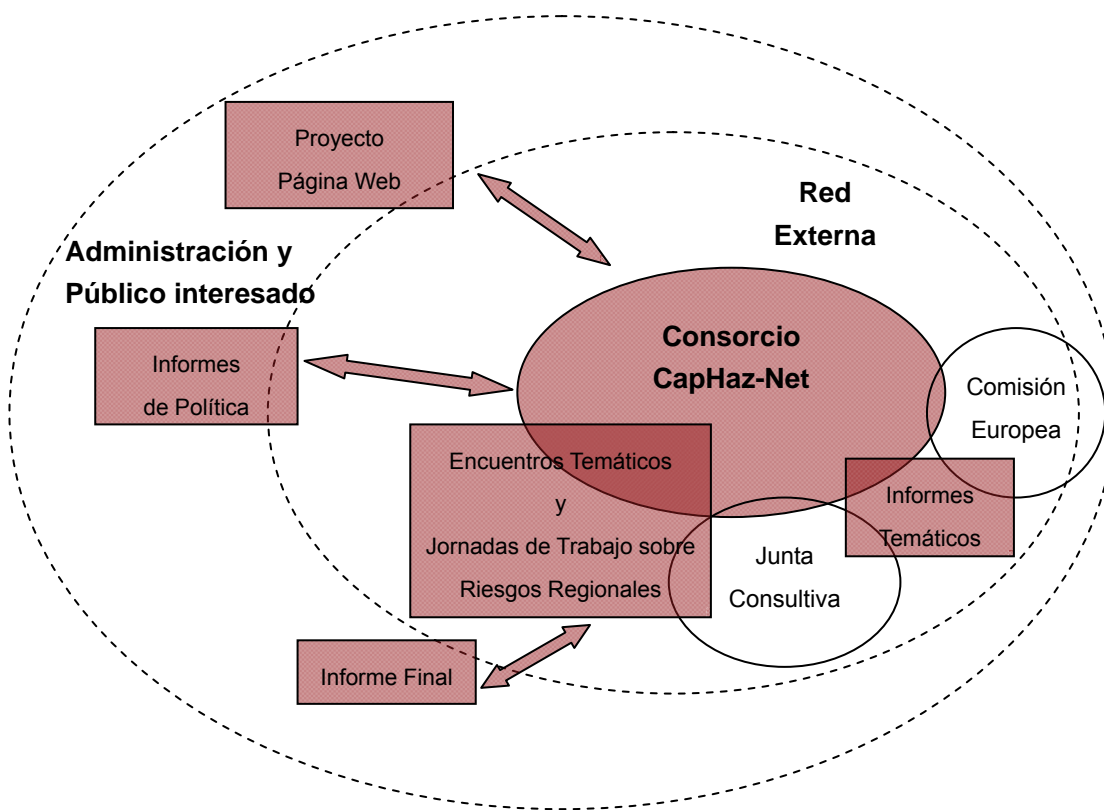 Proyecto
Página Web
Red
Externa
Administración y
Público interesado
Consorcio
CapHaz-Net
Informes
de Política
Comisión
Europea
Encuentros Temáticos
y
Jornadas de Trabajo sobre
Riesgos Regionales
Informes
Temáticos
Junta
Consultiva
Informe Final